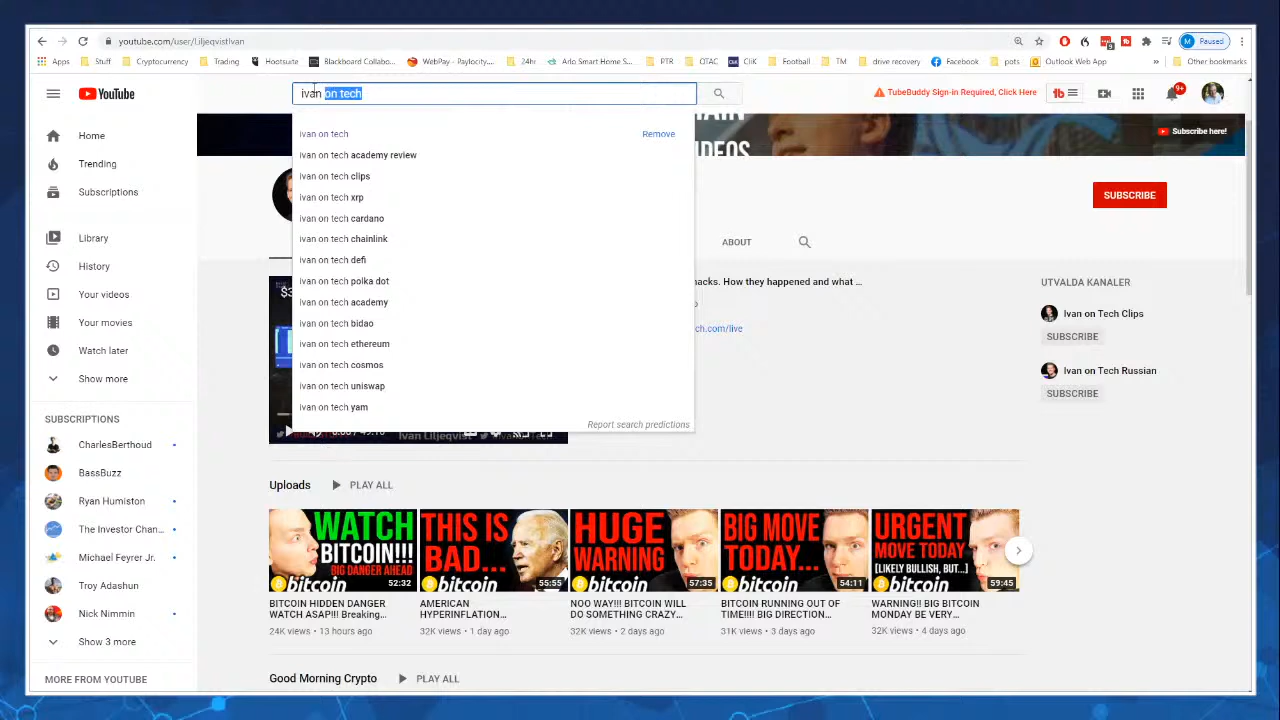 youtube.com/user/LiljeqvistIvan
Paused
Apps Stuff Cryptocurrency Trading Hootsuite Blackboard Collabo... WebPay - Paylocity... 24hr Arlo Smart Home S... PTR OTAC CliK Football TM drive recovery Facebook pots Outlook Web App » Other bookmarks
YouTube
ivan on tech
TubeBuddy Sign-in Required, Click Here
9+
ivan on tech Remove
ivan on tech academy review
ivan on tech clips
ivan on tech xrp
ivan on tech cardano
ivan on tech chainlink
ivan on tech defi
ivan on tech polka dot
ivan on tech academy
ivan on tech bidao
ivan on tech ethereum
ivan on tech cosmos
ivan on tech uniswap
ivan on tech yam
Report search predictions
Home
Trending
Subscriptions
Library
History
Your videos
Your movies
Watch later
Show more
SUBSCRIPTIONS
CharlesBerthoud
BassBuzz
Ryan Humiston
The Investor Chan...
Michael Feyrer Jr.
Troy Adashun
Nick Nimmin
Show 3 more
MORE FROM YOUTUBE
Subscribe here!
SUBSCRIBE
ABOUT
acks. How they happened and what ...
ch.com/live
Ivan Liljeqvist
UTVALDA KANALER
Ivan on Tech Clips
SUBSCRIBE
Ivan on Tech Russian
SUBSCRIBE
Uploads PLAY ALL
WATCH
BITCOIN!!!
BIG DANGER AHEAD
bitcoin
52:32
BITCOIN HIDDEN DANGER
WATCH ASAP!!! Breaking...
24K views • 13 hours ago
THIS IS
BAD...
bitcoin
55:55
AMERICAN
HYPERINFLATION...
32K views • 1 day ago
HUGE
WARNING
bitcoin
57:35
NOO WAY!!! BITCOIN WILL
DO SOMETHING CRAZY...
32K views • 2 days ago
BIG MOVE
TODAY...
bitcoin
54:11
BITCOIN RUNNING OUT OF
TIME!!! BIG DIRECTION...
31K views • 3 days ago
URGENT
MOVE TODAY
[LIKELY BULLISH, BUT...]
bitcoin
59:45
WARNING!! BIG BITCOIN
MONDAY BE VERY...
32K views • 4 days ago
Good Morning Crypto PLAY ALL